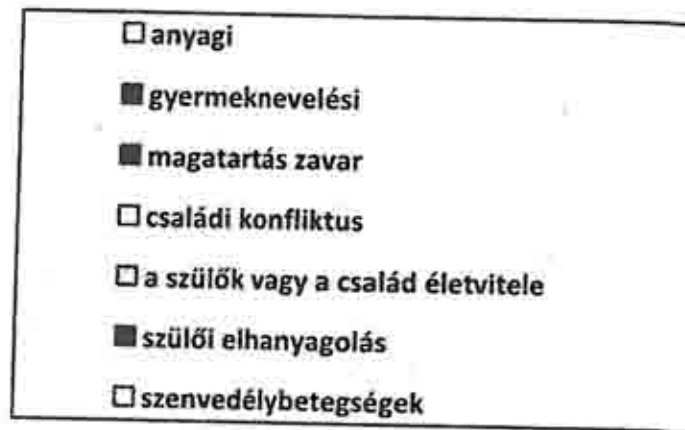 ☐ anyagi
■ gyermeknevelési
■ magatartás zavar
☐ családi konfliktus
☐ a szülők vagy a család életvitele
■ szülői elhanyagolás
☐ szenvedélybetegségek